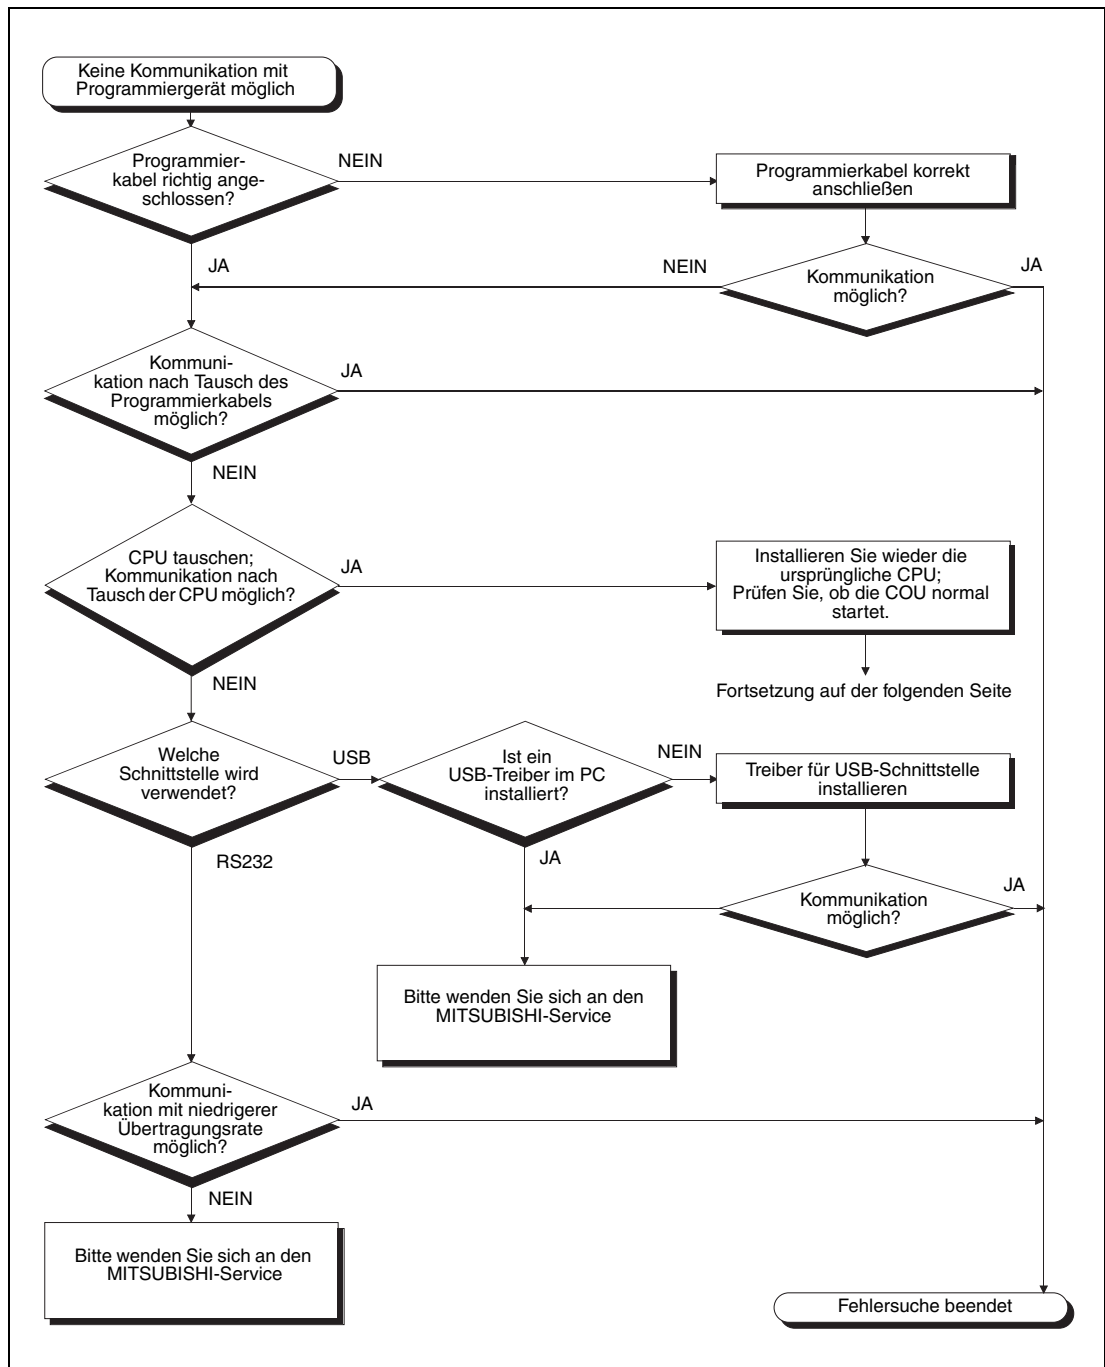 Keine Kommunikation mit
Programmiergerät möglich
Programmier-
kabel richtig ange-
schlossen?
NEIN
Programmierkabel korrekt
anschließen
JA
NEIN
Kommunikation
möglich?
JA
Kommuni-
kation nach Tausch des
Programmierkabels
möglich?
JA
NEIN
CPU tauschen;
Kommunikation nach
Tausch der CPU möglich?
JA
Installieren Sie wieder die
ursprüngliche CPU;
Prüfen Sie, ob die COU normal
startet.
NEIN
Fortsetzung auf der folgenden Seite
Welche
Schnittstelle wird
verwendet?
USB
Ist ein
USB-Treiber im PC
installiert?
NEIN
Treiber für USB-Schnittstelle
installieren
RS232
JA
Kommunikation
möglich?
JA
Bitte wenden Sie sich an den
MITSUBISHI-Service
Kommuni-
kation mit niedrigerer
Übertragungsrate
möglich?
JA
NEIN
Bitte wenden Sie sich an den
MITSUBISHI-Service
Fehlersuche beendet